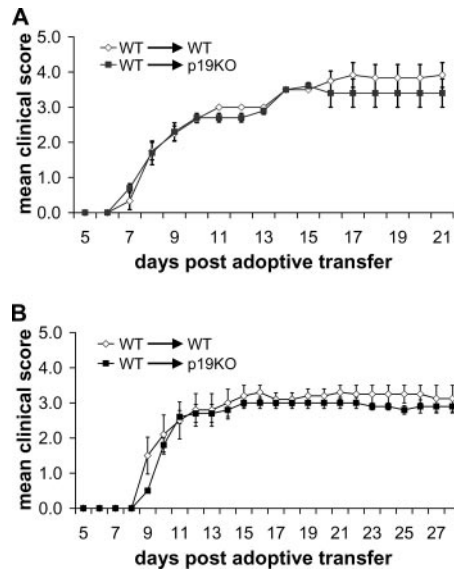 A
mean clinical score
5.0
4.0
3.0
2.0
1.0
0.0
WT → WT
WT → p19KO
5 7 9 11 13 15 17 19 21
days post adoptive transfer
B
mean clinical score
5.0
4.0
3.0
2.0
1.0
0.0
WT → WT
WT → p19KO
5 7 9 11 13 15 17 19 21 23 25 27
days post adoptive transfer